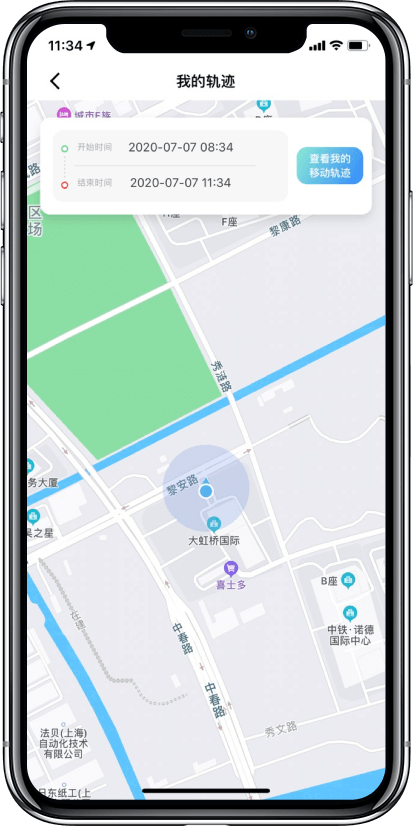 11:34
我的轨迹
城市E族
开始时间 2020-07-07 08:34
结束时间 2020-07-07 11:34
查看我的
移动轨迹
路
区
场
F座
黎康路
秀涟路
黎安路
务大厦
吴之星
大虹桥国际
喜士多
B座
中铁·诺德
国际中心
中春路
中春路
秀文路
法贝(上海)
自动化技术
有限公司
日东纸工(上